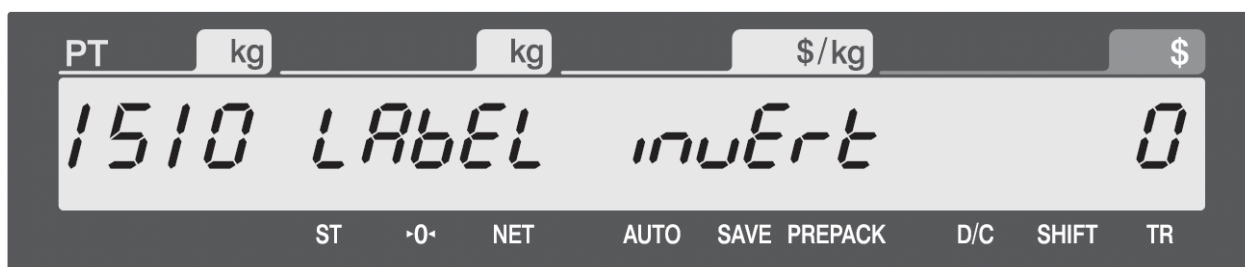 PT kg kg $/kg $
1510 LAbEL invErt 0
ST ▸0◂ NET AUTO SAVE PREPACK D/C SHIFT TR